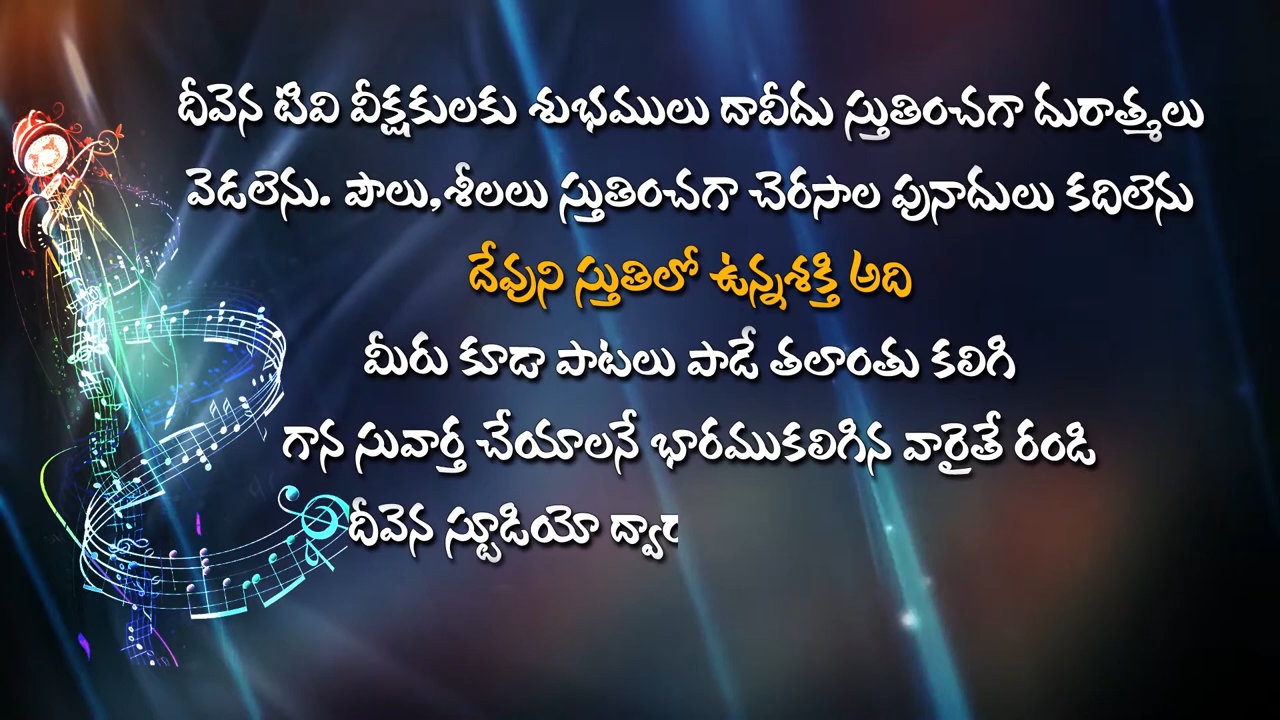 దీవెన టివి వీక్షకులకు శుభములు దావీదు స్తుతించగా దురాత్మలు
వెడలెను. పౌలు,శీలలు స్తుతించగా చెరసాల పునాదులు కదిలెను
దేవుని స్తుతిలో ఉన్నశక్తి అది
మీరు కూడా పాటలు పాడే తలాంతు కలిగి
గాన సువార్త చేయాలనే భారముకలిగిన వారైతే రండి
దీవెన స్టూడియో